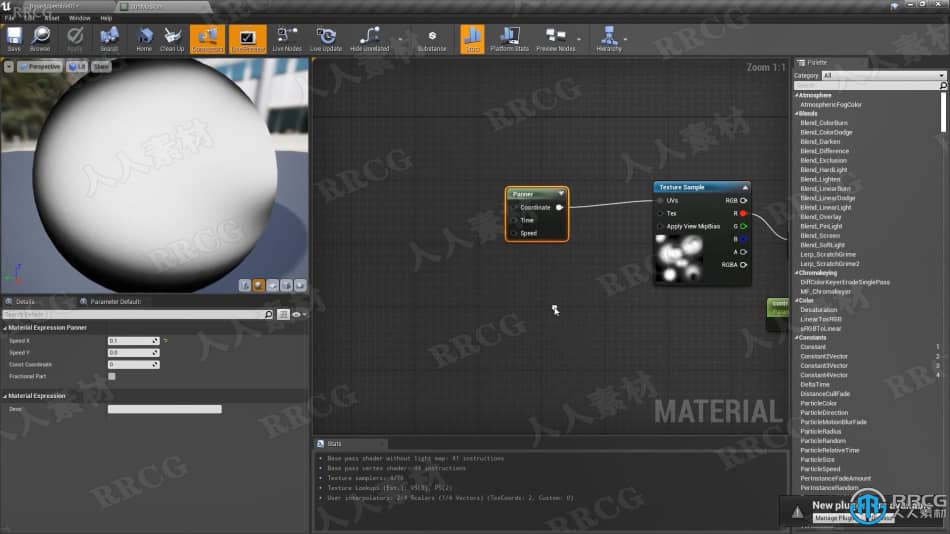 File Asset Window Help
Save Browse Apply Search Home Clean Up Connectors Live Preview Live Nodes Live Update Hide Unrelated Substance Stats Platform Stats Preview Nodes Hierarchy
Perspective Lit Show
Zoom 1:1
Palette
Category All
Search
Atmosphere
AtmosphericFogColor
Blends
Blend_ColorBurn
Blend_ColorDodge
Blend_Darken
Blend_Difference
Blend_Exclusion
Blend_HardLight
Blend_Lighten
Blend_LinearBurn
Blend_LinearDodge
Blend_LinearLight
Blend_Overlay
Blend_PinLight
Blend_Screen
Blend_SoftLight
Lerp_ScratchGrime
Lerp_ScratchGrime2
Chromakeying
DiffColorKeyerErodeSinglePass
MF_Chromakeyer
Color
Desaturation
LinearTosRGB
sRGBToLinear
Constants
Constant 1
Constant2Vector 2
Constant3Vector 3
Constant4Vector 4
DeltaTime
DistanceCullFade
ParticleColor
ParticleDirection
ParticleMotionBlurFade
ParticleRadius
ParticleRandom
ParticleRelativeTime
ParticleSize
ParticleSpeed
PerInstanceFadeAmount
PerInstanceRandom
Panner
Coordinate
Time
Speed
Texture Sample
UVs RGB
Tex R
Apply View MipBias G
B
A
RGBA
MATERIAL
Details Parameter Default
Material Expression Panner
Speed X 0.1
Speed Y 0.0
Const Coordinate 0
Fractional Part
Material Expression
Desc
Stats
Base pass shader without light map: 41 instructions
Base pass vertex shader: 44 instructions
Texture samplers: 4/16
Texture Lookups (Est.): VS(3), PS(2)
User interpolators: 2/4 Scalars (1/4 Vectors) (TexCoords: 2, Custom: 0)
New plugins are available
RRCG
人人素材